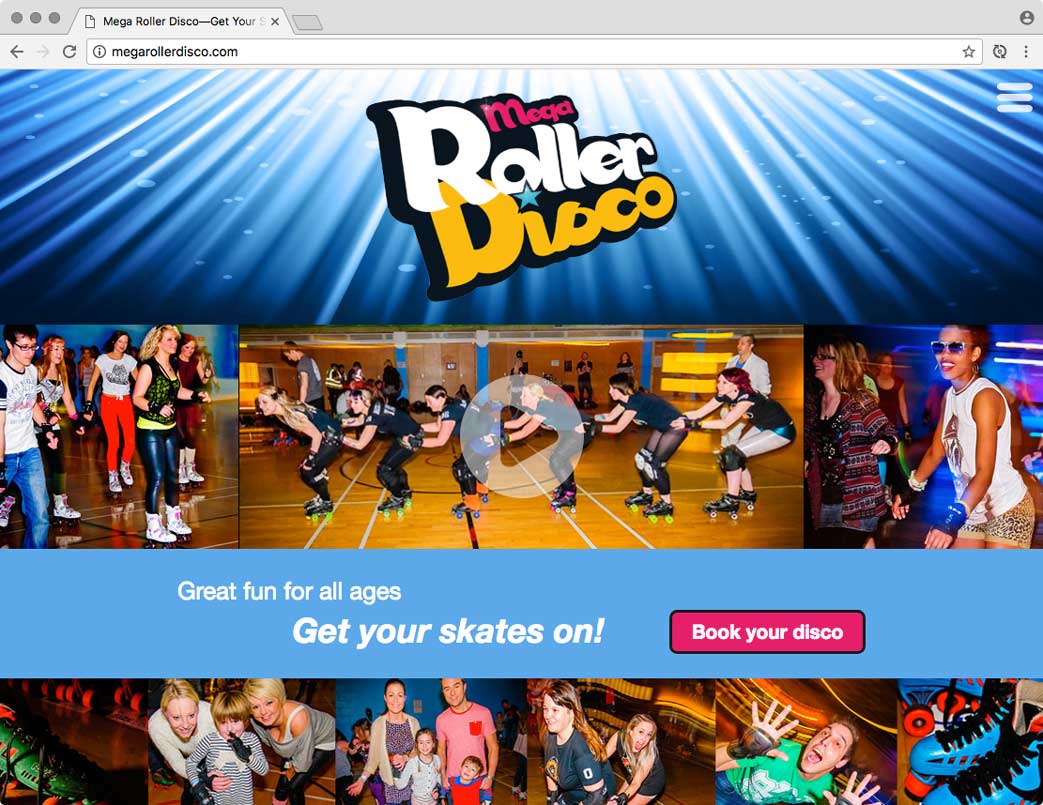 Mega Roller Disco—Get Your S
megarollerdisco.com
Mega
Roller
Disco
Great fun for all ages
Get your skates on!
Book your disco
0